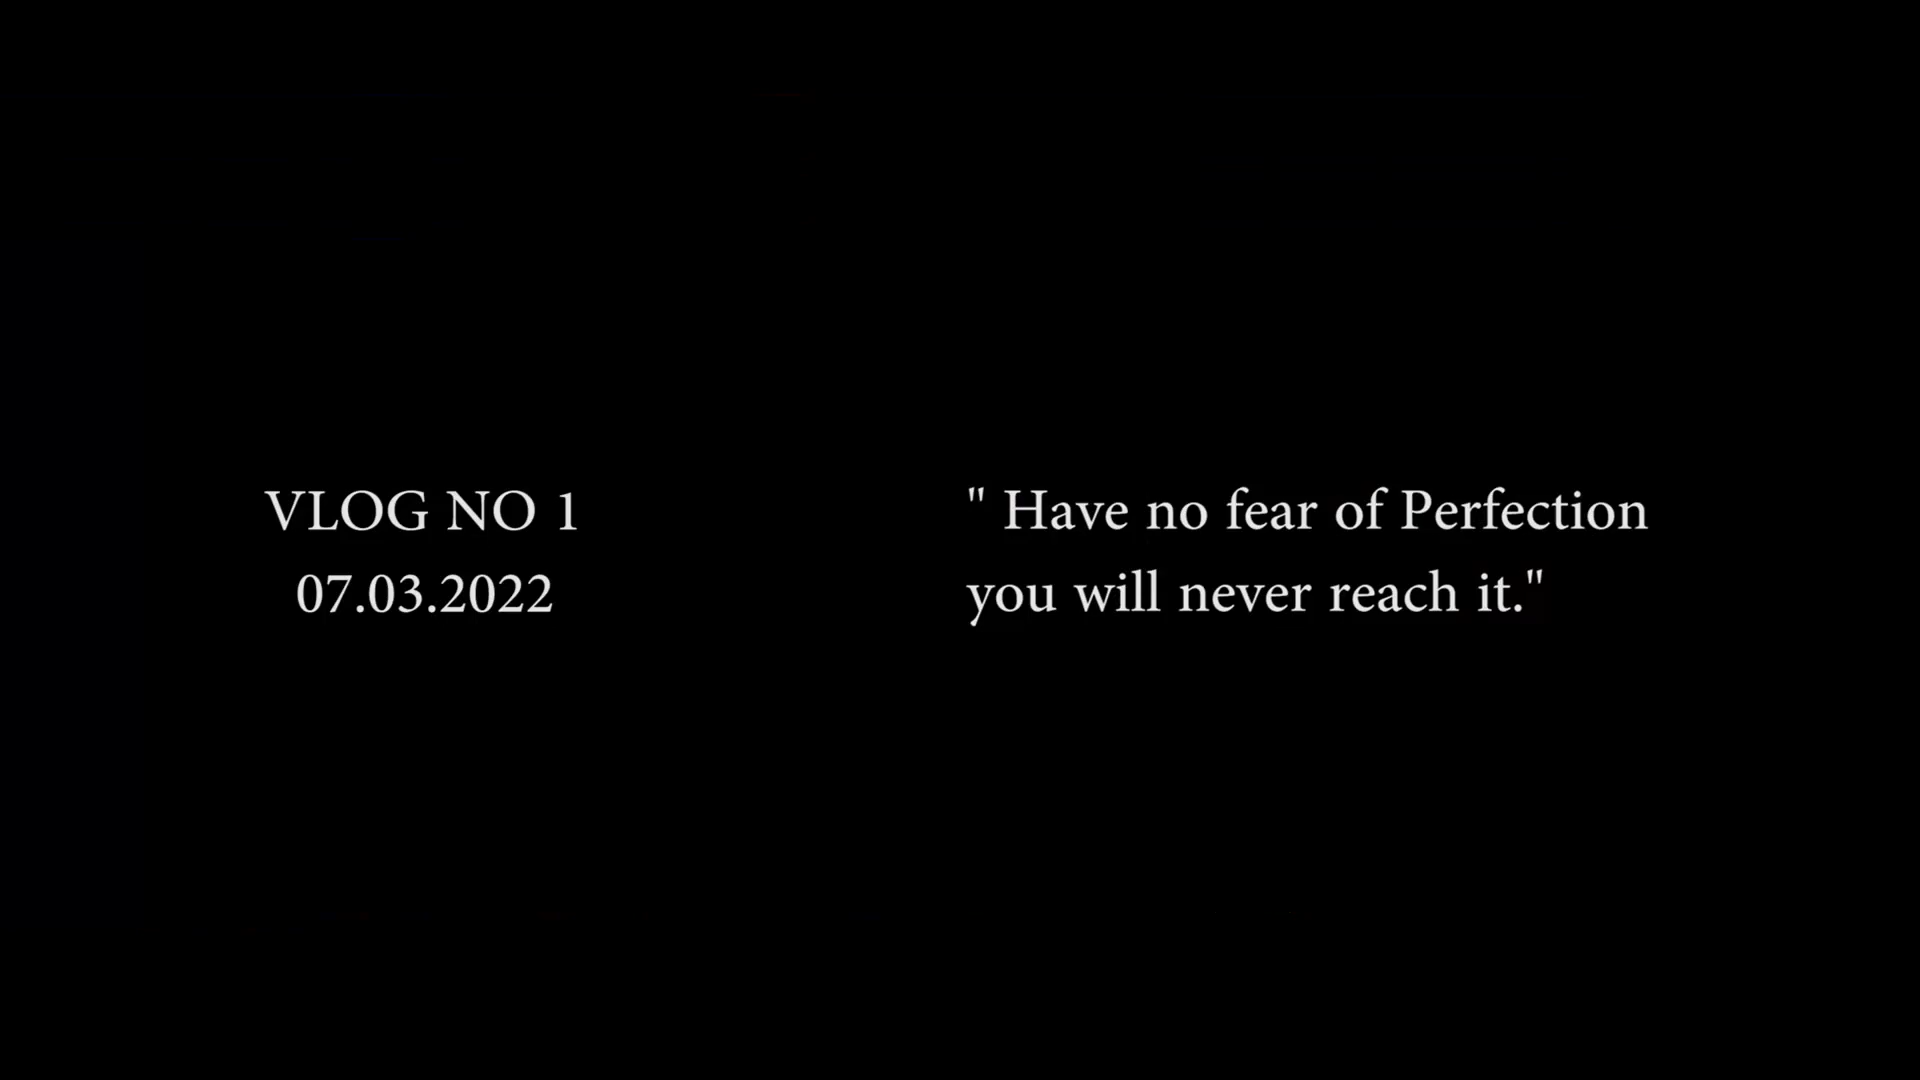 VLOG NO 1
07.03.2022
" Have no fear of Perfection
you will never reach it."